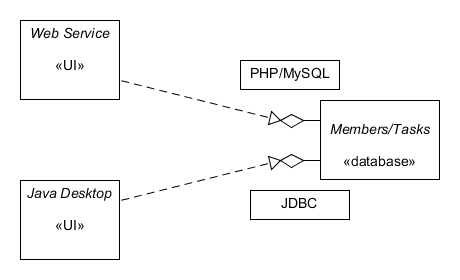 Web Service
«UI»
PHP/MySQL
Members/Tasks
«database»
Java Desktop
«UI»
JDBC